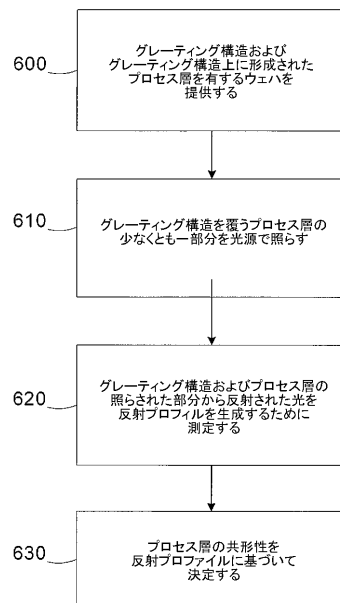 600
グレーティング構造および
グレーティング構造上に形成された
プロセス層を有するウェハを
提供する
610
グレーティング構造を覆うプロセス層の
少なくとも一部分を光源で照らす
620
グレーティング構造およびプロセス層の
照らされた部分から反射された光を
反射プロフィルを生成するために
測定する
630
プロセス層の共形性を
反射プロファイルに基づいて
決定する